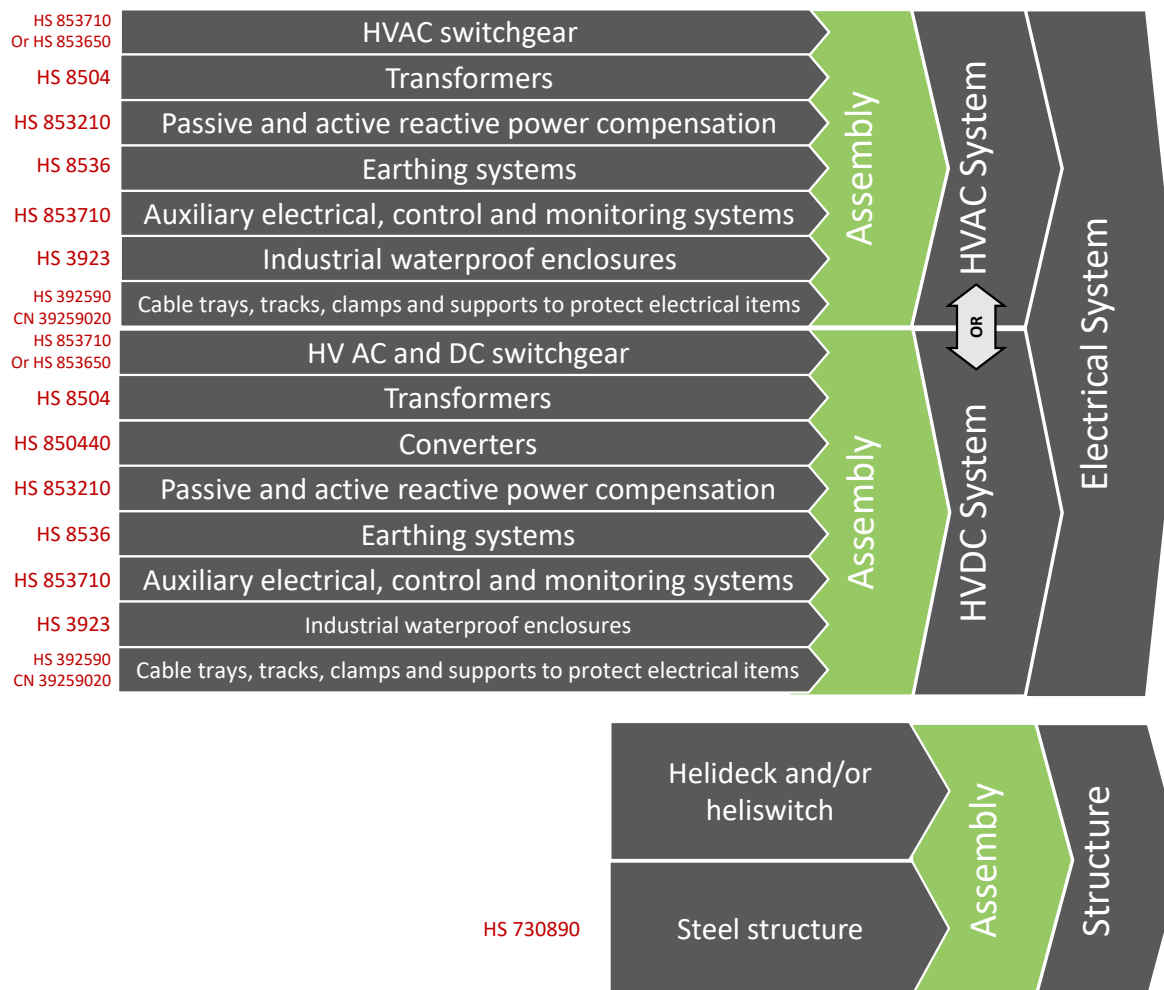 HS 853710
Or HS 853650
HVAC switchgear
HS 8504
Transformers
HS 853210
Passive and active reactive power compensation
HS 8536
Earthing systems
HS 853710
Auxiliary electrical, control and monitoring systems
HS 3923
Industrial waterproof enclosures
HS 392590
CN 39259020
Cable trays, tracks, clamps and supports to protect electrical items
Assembly
HVAC System
OR
HS 853710
Or HS 853650
HV AC and DC switchgear
HS 8504
Transformers
HS 850440
Converters
HS 853210
Passive and active reactive power compensation
HS 8536
Earthing systems
HS 853710
Auxiliary electrical, control and monitoring systems
HS 3923
Industrial waterproof enclosures
HS 392590
CN 39259020
Cable trays, tracks, clamps and supports to protect electrical items
Assembly
HVDC System
Electrical System
Helideck and/or
heliswitch
HS 730890
Steel structure
Assembly
Structure